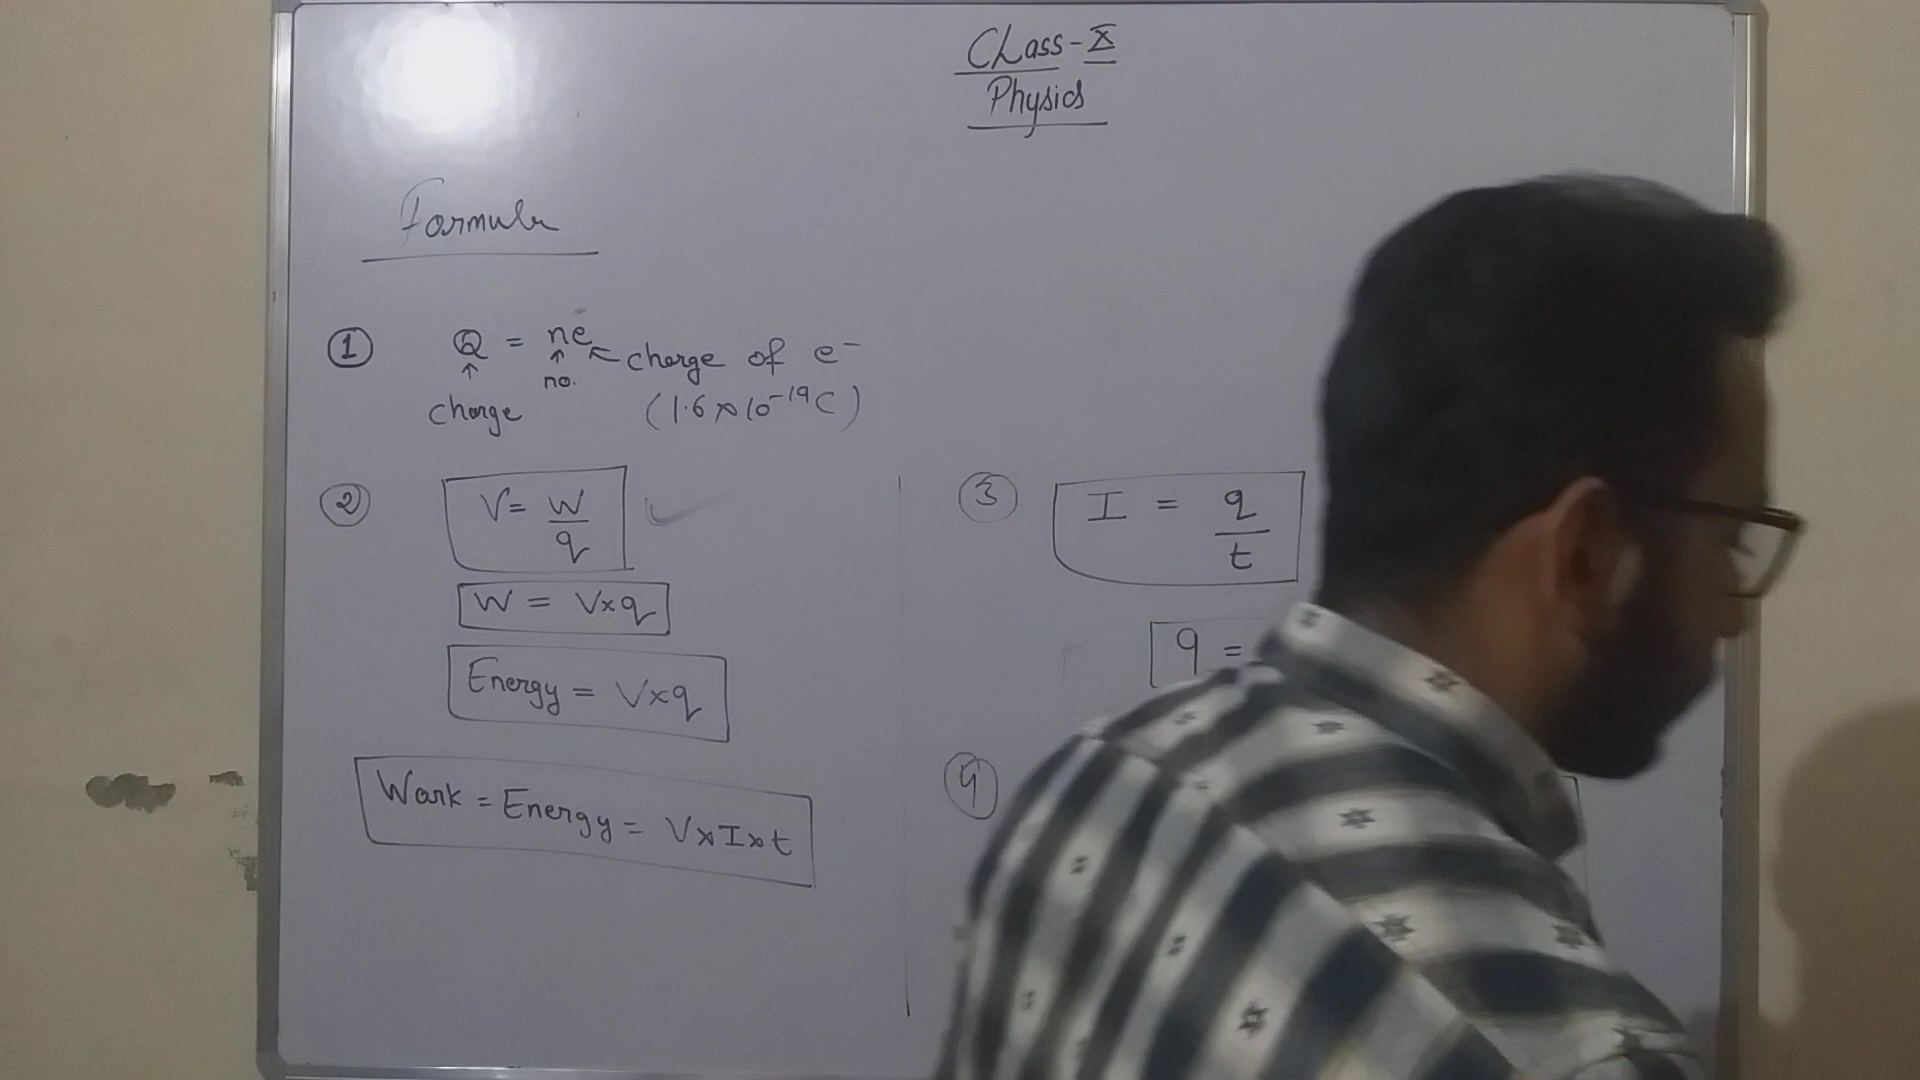 Class-X
Physics
Formula
① Q = ne ← charge of e⁻
↑ ↑
no.
charge (1.6×10⁻¹⁹C)
② V = W/q
W = V×q
Energy = V×q
Work = Energy = V×I×t
③ I = q/t
q =
④